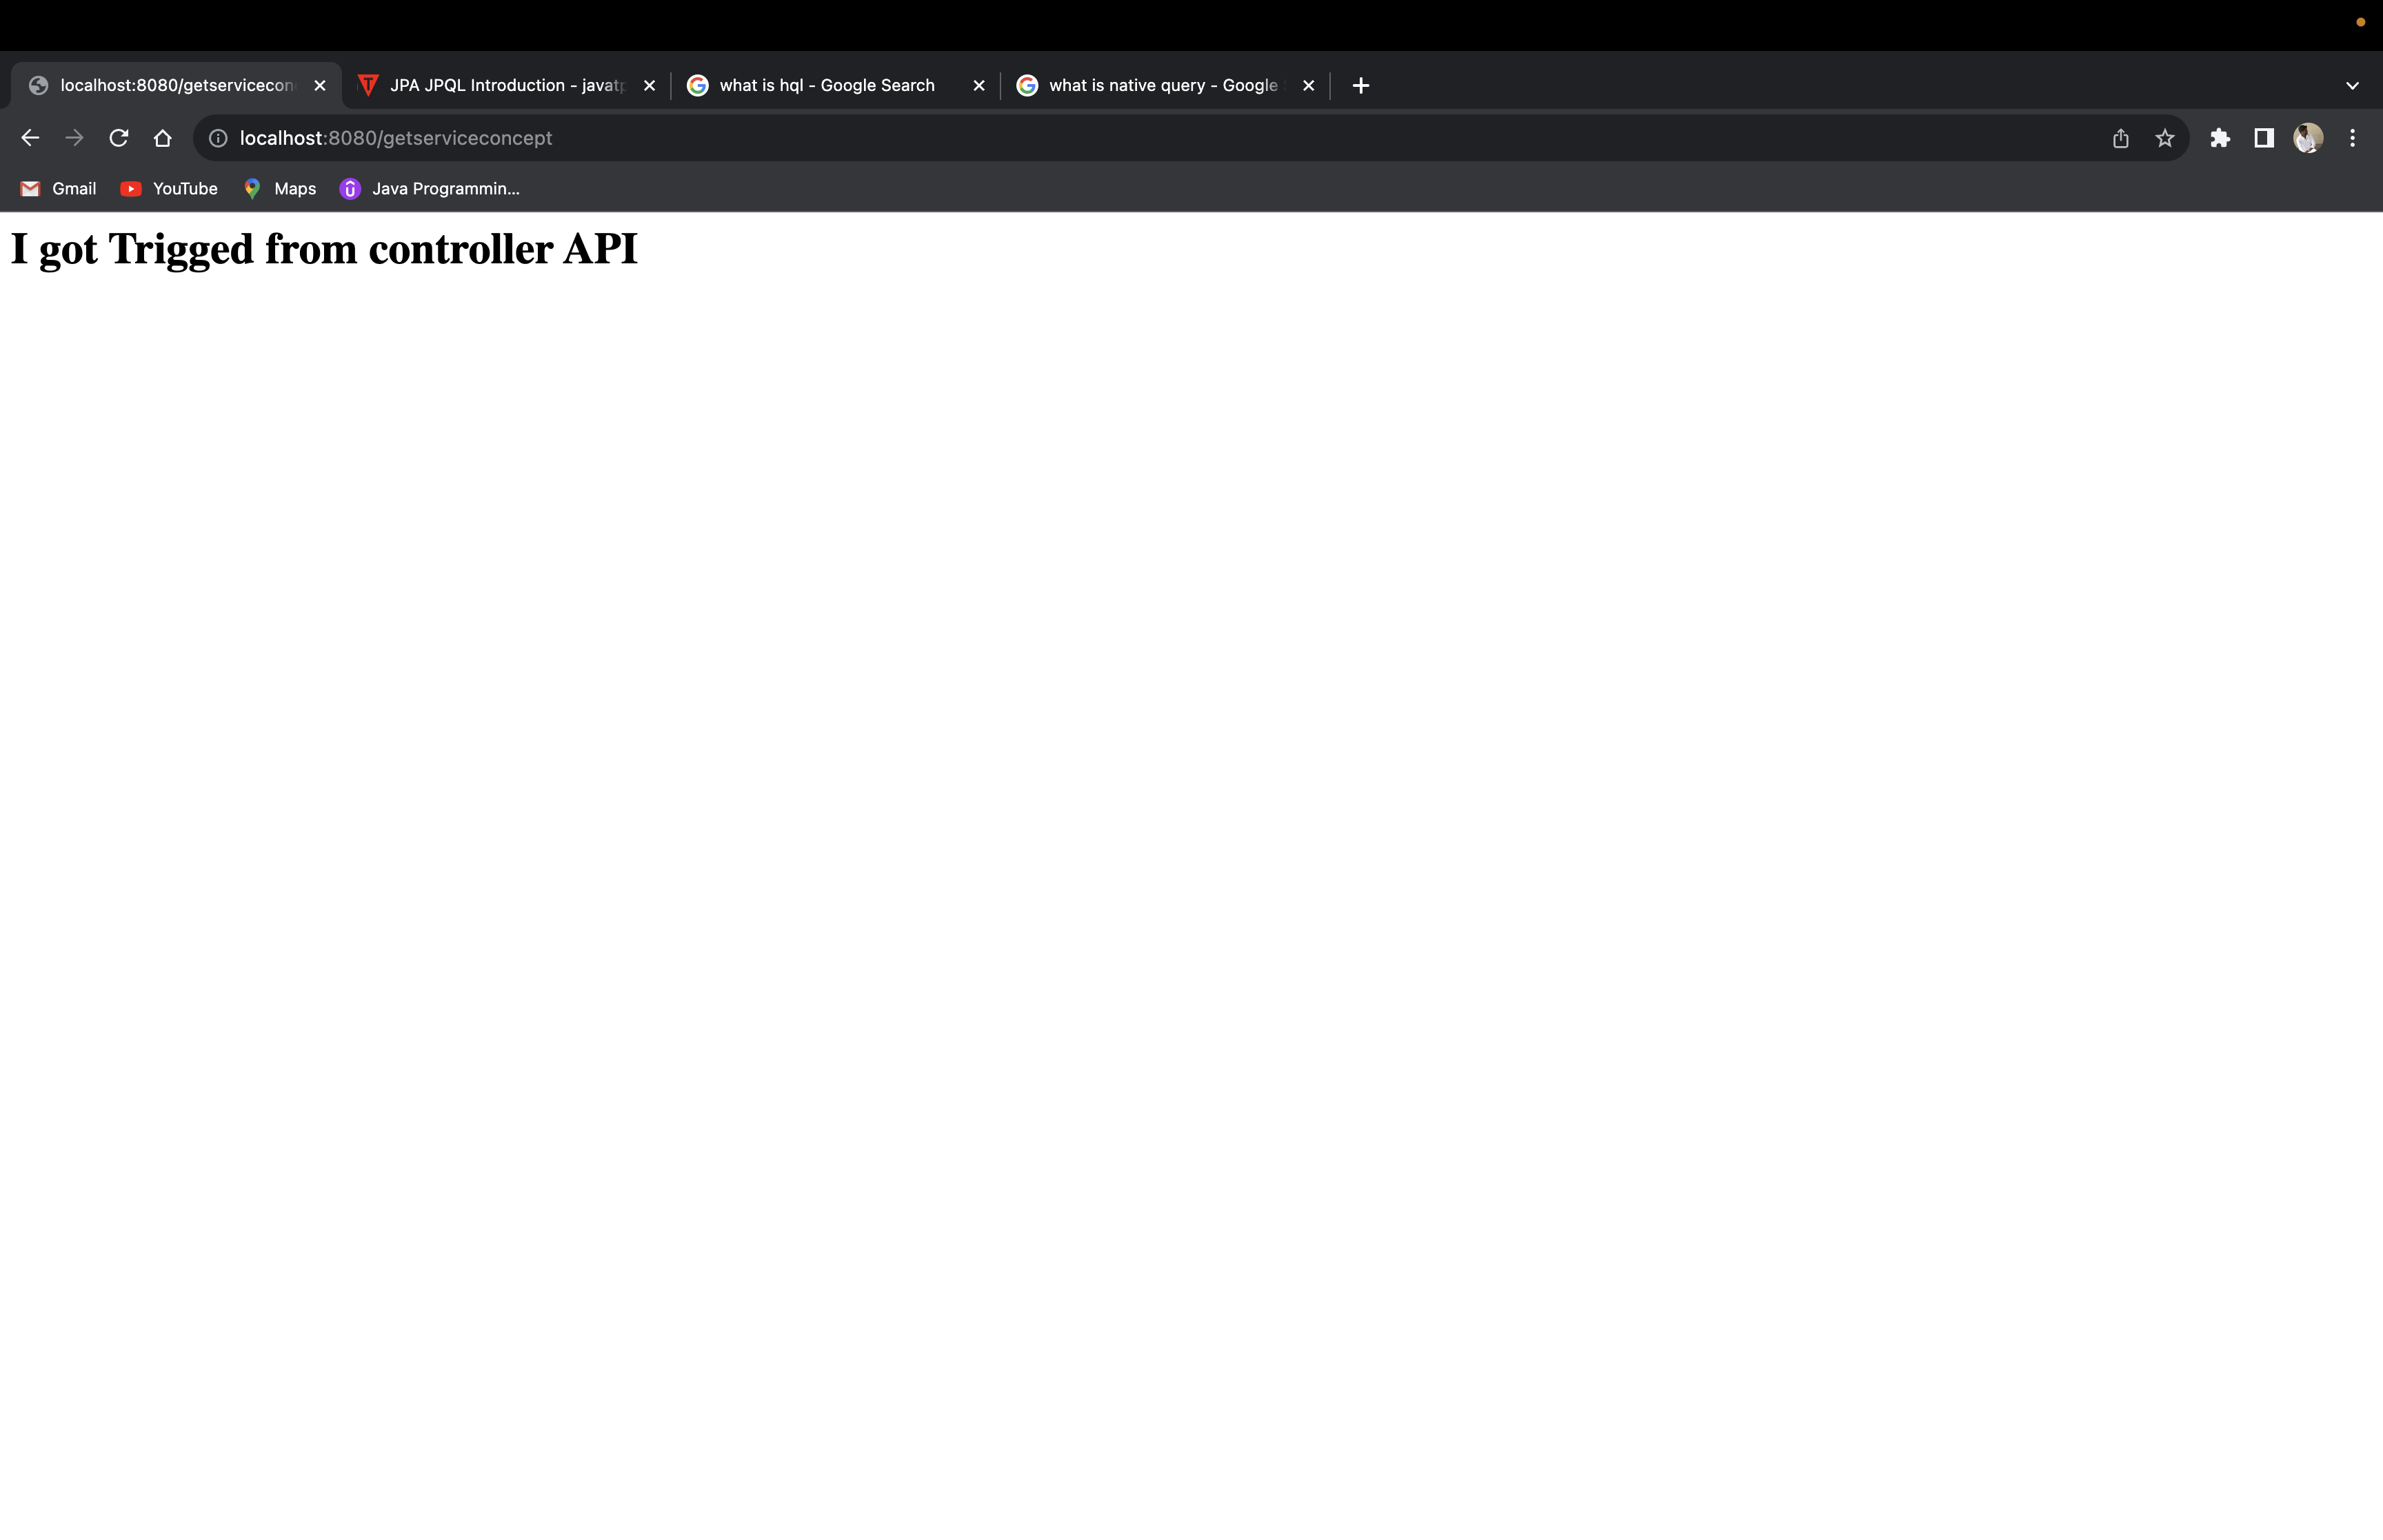 localhost:8080/getservicecon
JPA JPQL Introduction - javatp
what is hql - Google Search
what is native query - Google
localhost:8080/getserviceconcept
Gmail
YouTube
Maps
Java Programmin...
I got Trigged from controller API